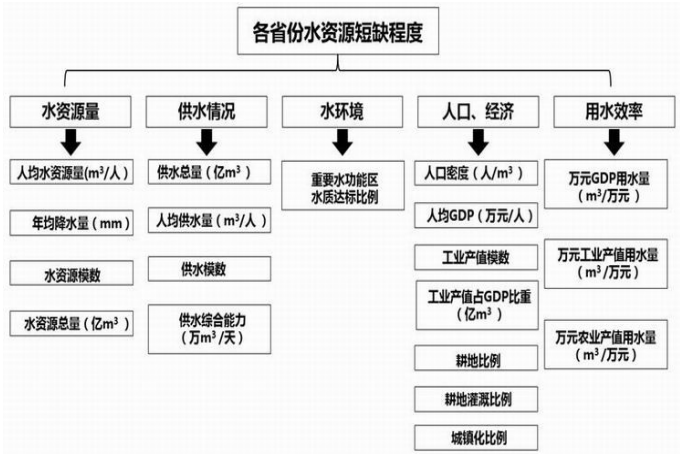 各省份水资源短缺程度
水资源量
供水情况
水环境
人口、经济
用水效率
人均水资源量(m³/人)
年均降水量（mm）
水资源模数
水资源总量（亿m³）
供水总量（亿m³）
人均供水量（m³/人）
供水模数
供水综合能力
（万m³/天）
重要水功能区
水质达标比例
人口密度（人/m³）
人均GDP（万元/人）
工业产值模数
工业产值占GDP比重
（亿m³）
耕地比例
耕地灌溉比例
城镇化比例
万元GDP用水量
（m³/万元）
万元工业产值用水量
（m³/万元）
万元农业产值用水量
（m³/万元）